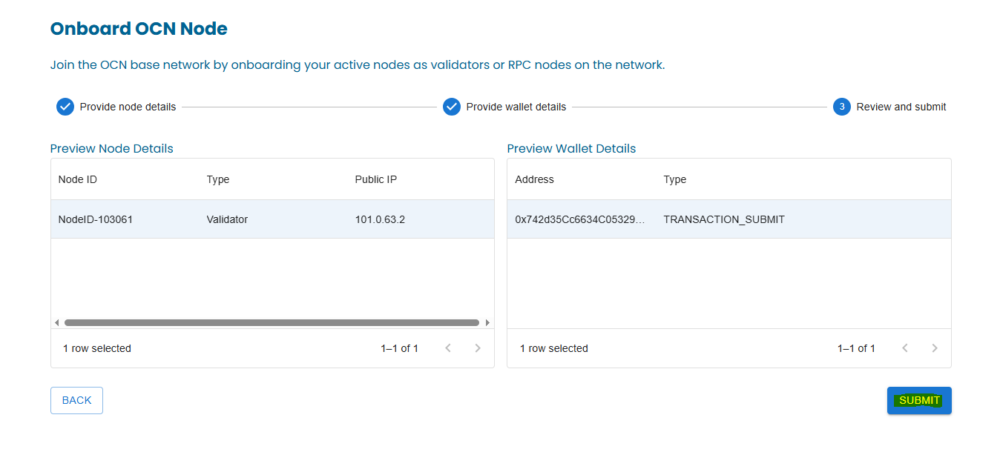 Onboard OCN Node
Join the OCN base network by onboarding your active nodes as validators or RPC nodes on the network.
Provide node details
Provide wallet details
3 Review and submit
Preview Node Details
Node ID Type Public IP
NodeID-103061 Validator 101.0.63.2
1 row selected 1–1 of 1
Preview Wallet Details
Address Type
0x742d35Cc6634C05329... TRANSACTION_SUBMIT
1 row selected 1–1 of 1
BACK
SUBMIT